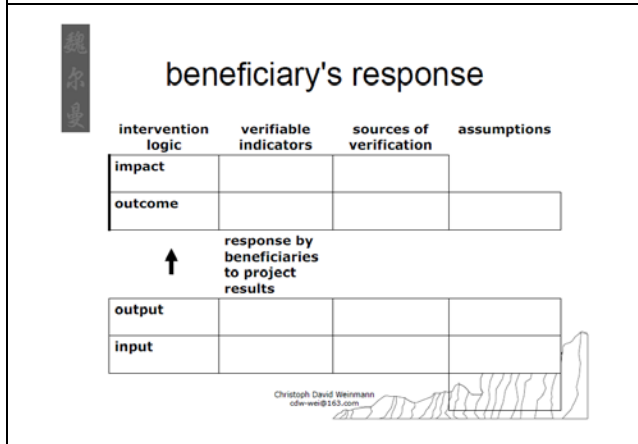 魏
尔
曼
beneficiary's response
intervention logic verifiable indicators sources of verification assumptions
impact
outcome
response by
beneficiaries
to project
results
output
input
Christoph David Weinmann
cdw-wei@163.com